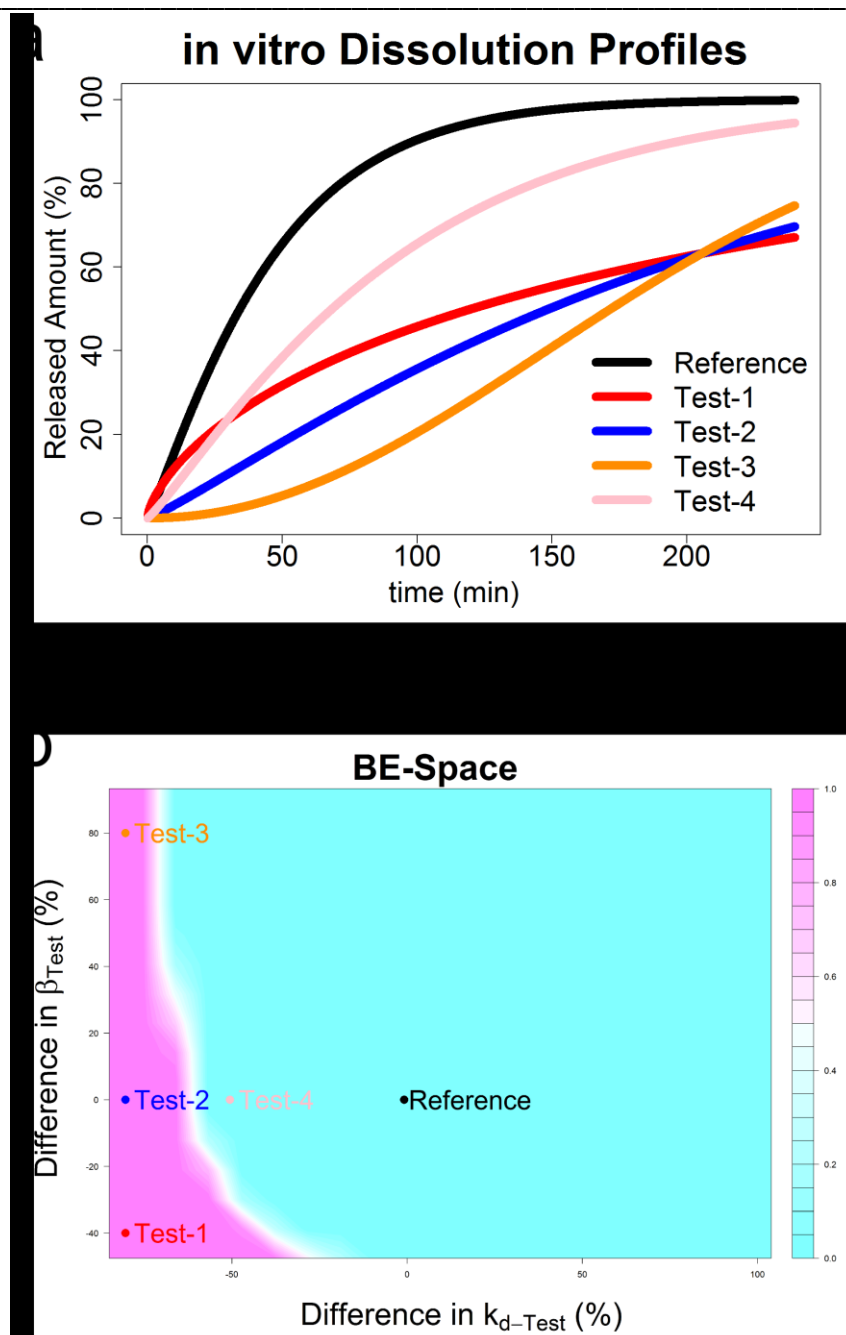 a
in vitro Dissolution Profiles
Released Amount (%)
100
80
60
40
20
0
Reference
Test-1
Test-2
Test-3
Test-4
0 50 100 150 200
time (min)
b
BE-Space
Difference in βTest (%)
80
60
40
20
0
-20
-40
Test-3
Test-2
Test-4
Reference
Test-1
-50 0 50 100
Difference in kd–Test (%)
1.0
0.8
0.6
0.4
0.2
0.0